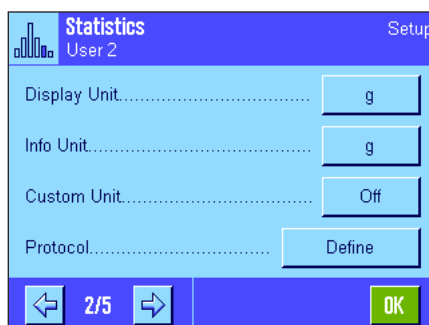 Statistics Setup
User 2
Display Unit.................................... g
Info Unit.......................................... g
Custom Unit................................... Off
Protocol............................. Define
2/5 OK